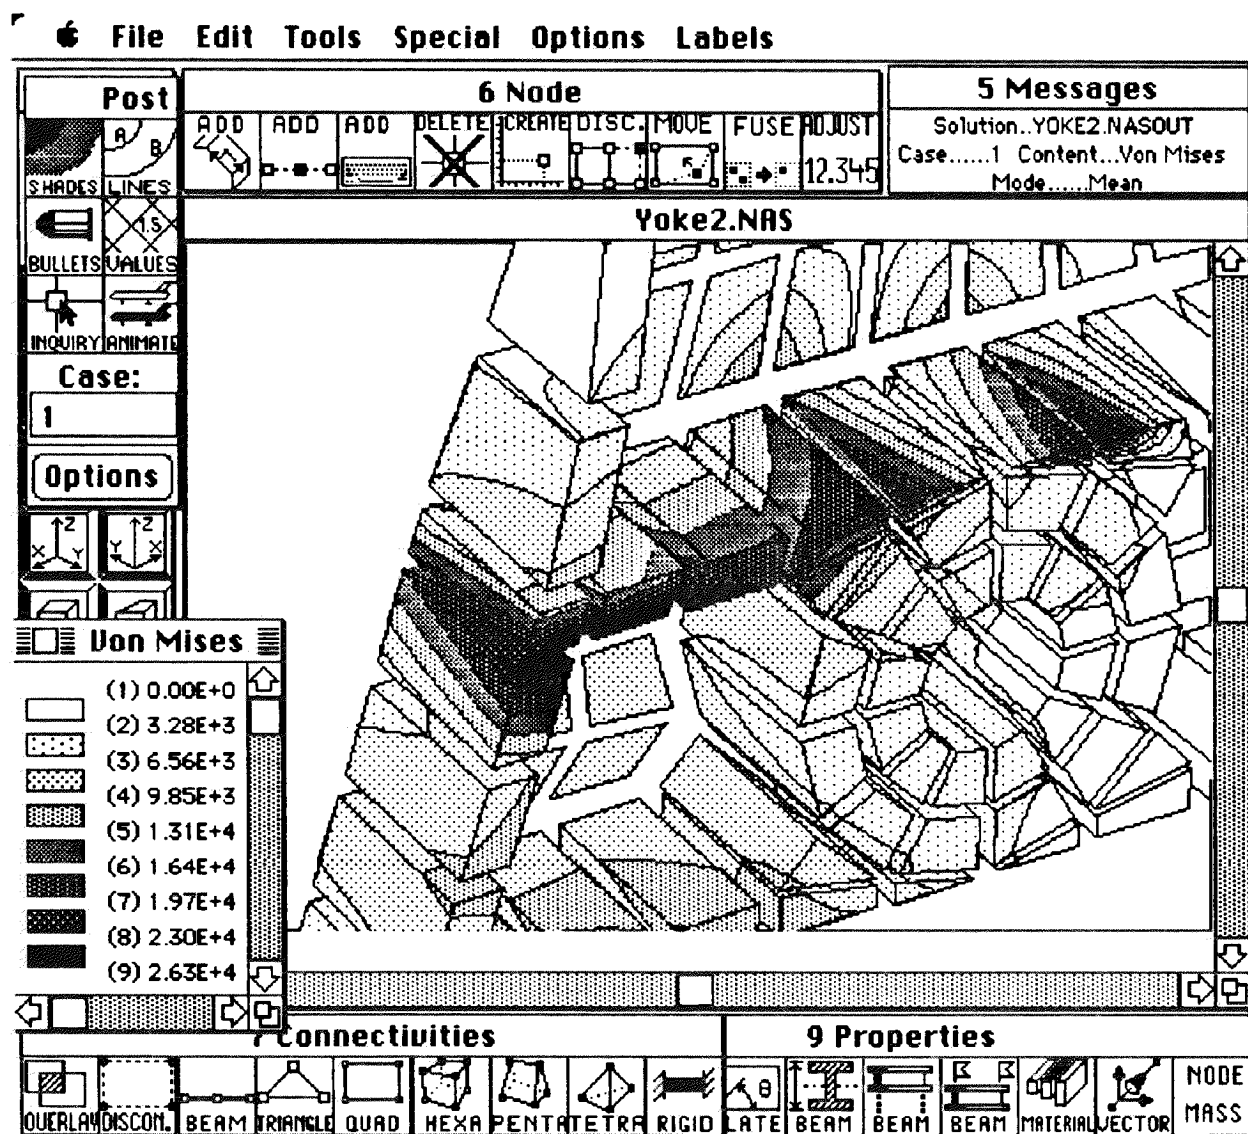 File Edit Tools Special Options Labels
Post
6 Node
5 Messages
ADD ADD ADD DELETE CREATE DISC. MOVE FUSE ADJUST
12.345
Solution..YOKE2.NASOUT
Case......1 Content...Von Mises
Mode......Mean
A
B
SHADES LINES
Yoke2.NAS
1.5
BULLETS VALUES
INQUIRY ANIMATE
Case:
1
Options
Z Z
X Y Y X
Von Mises
(1) 0.00E+0
(2) 3.28E+3
(3) 6.56E+3
(4) 9.85E+3
(5) 1.31E+4
(6) 1.64E+4
(7) 1.97E+4
(8) 2.30E+4
(9) 2.63E+4
Connectivities
9 Properties
θ
NODE
MASS
OVERLAY DISCON. BEAM TRIANGLE QUAD HEXA PENTA TETRA RIGID LATE BEAM BEAM BEAM MATERIAL VECTOR